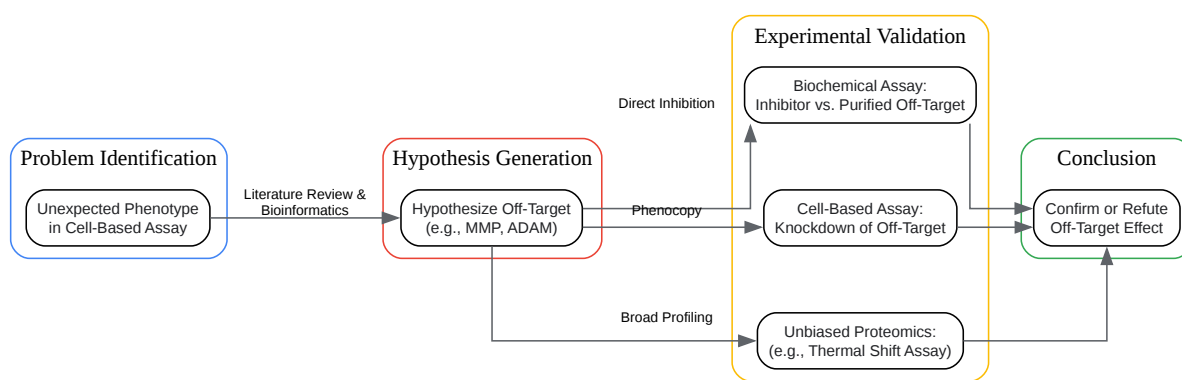 Problem Identification
Unexpected Phenotype
in Cell-Based Assay
Literature Review &
Bioinformatics
Hypothesis Generation
Hypothesize Off-Target
(e.g., MMP, ADAM)
Direct Inhibition
Phenocopy
Broad Profiling
Experimental Validation
Biochemical Assay:
Inhibitor vs. Purified Off-Target
Cell-Based Assay:
Knockdown of Off-Target
Unbiased Proteomics:
(e.g., Thermal Shift Assay)
Conclusion
Confirm or Refute
Off-Target Effect